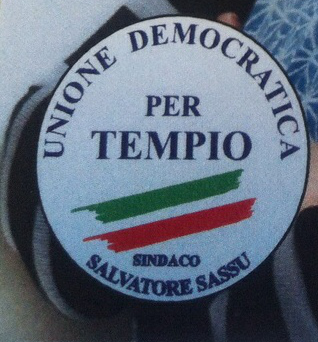 UNIONE DEMOCRATICA
PER
TEMPIO
SINDACO
SALVATORE SASSU